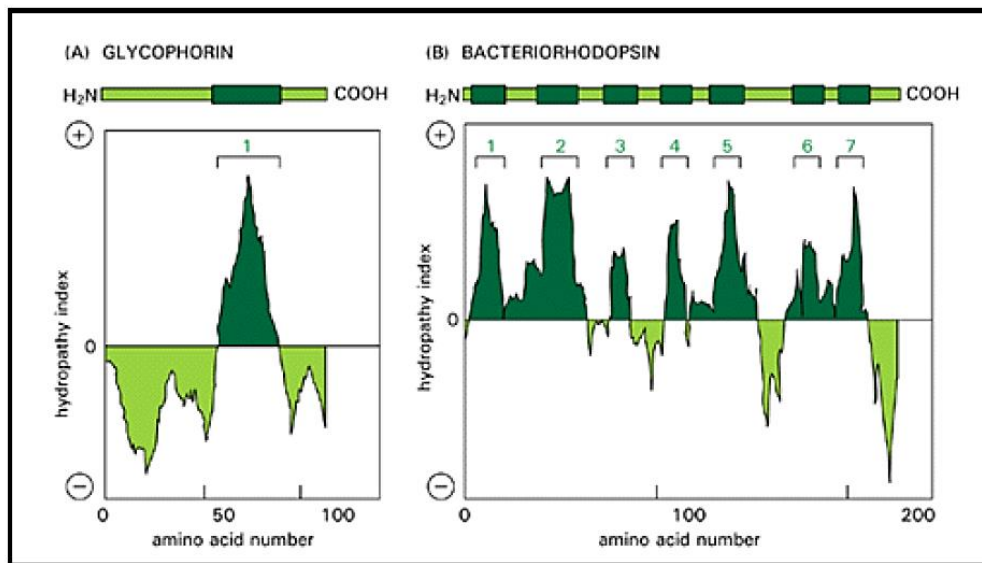 (A) GLYCOPHORIN
H₂N COOH
+
1
hydropathy index
0
−
0 50 100
amino acid number
(B) BACTERIORHODOPSIN
H₂N COOH
+
1 2 3 4 5 6 7
hydropathy index
0
−
0 100 200
amino acid number